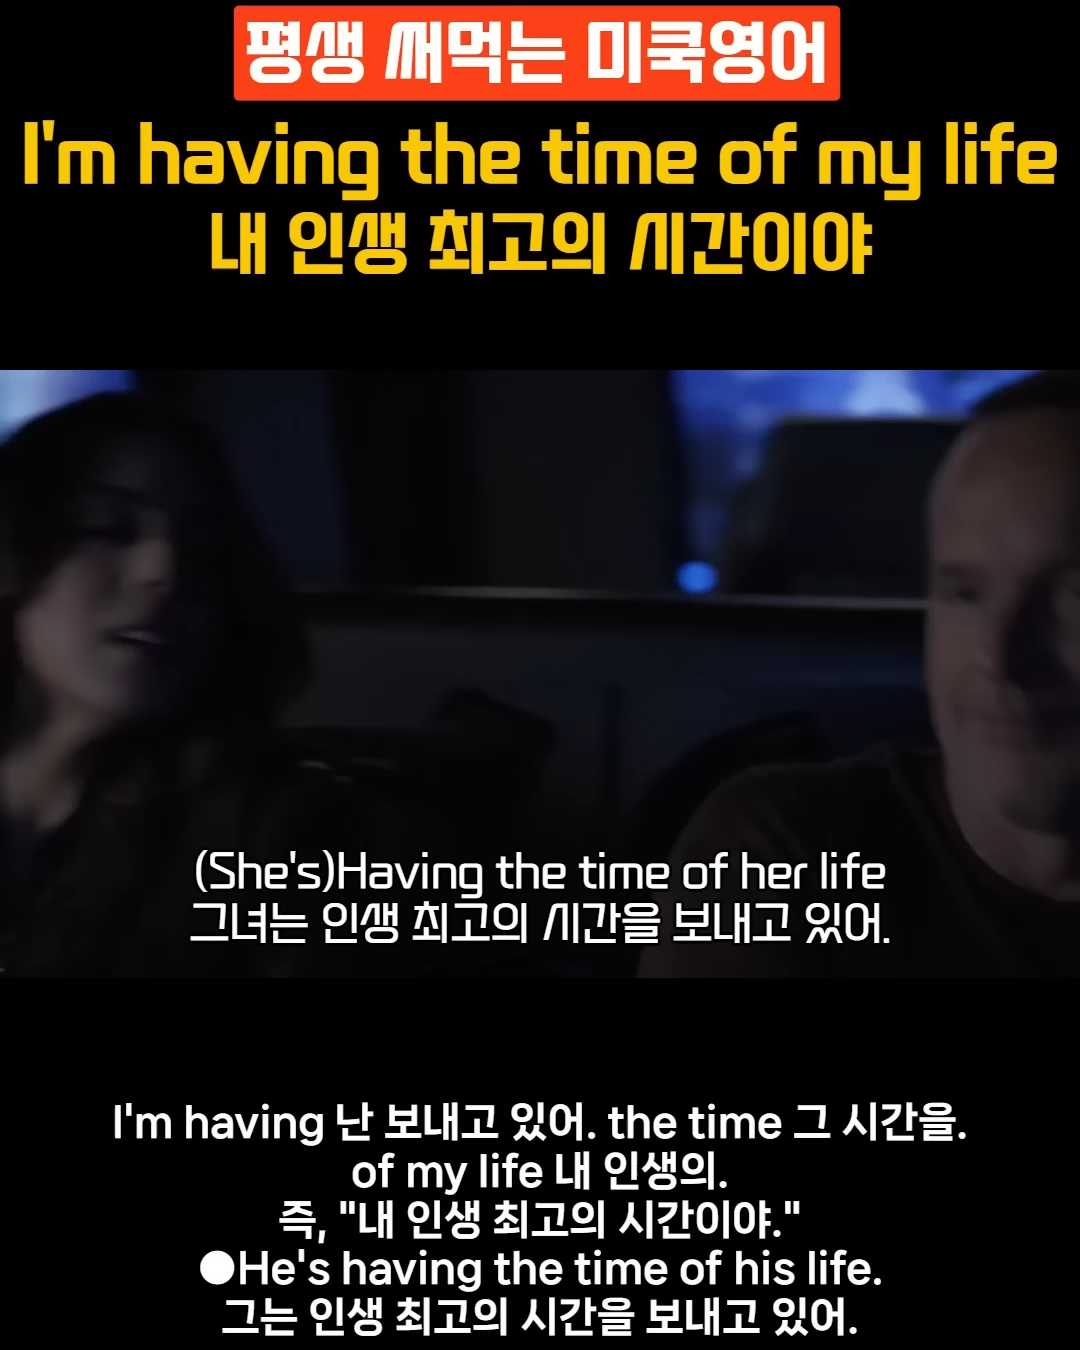 평생 써먹는 미쿡영어
I'm having the time of my life
내 인생 최고의 시간이야
(She's)Having the time of her life
그녀는 인생 최고의 시간을 보내고 있어.
I'm having 난 보내고 있어. the time 그 시간을.
of my life 내 인생의.
즉, "내 인생 최고의 시간이야."
●He's having the time of his life.
그는 인생 최고의 시간을 보내고 있어.